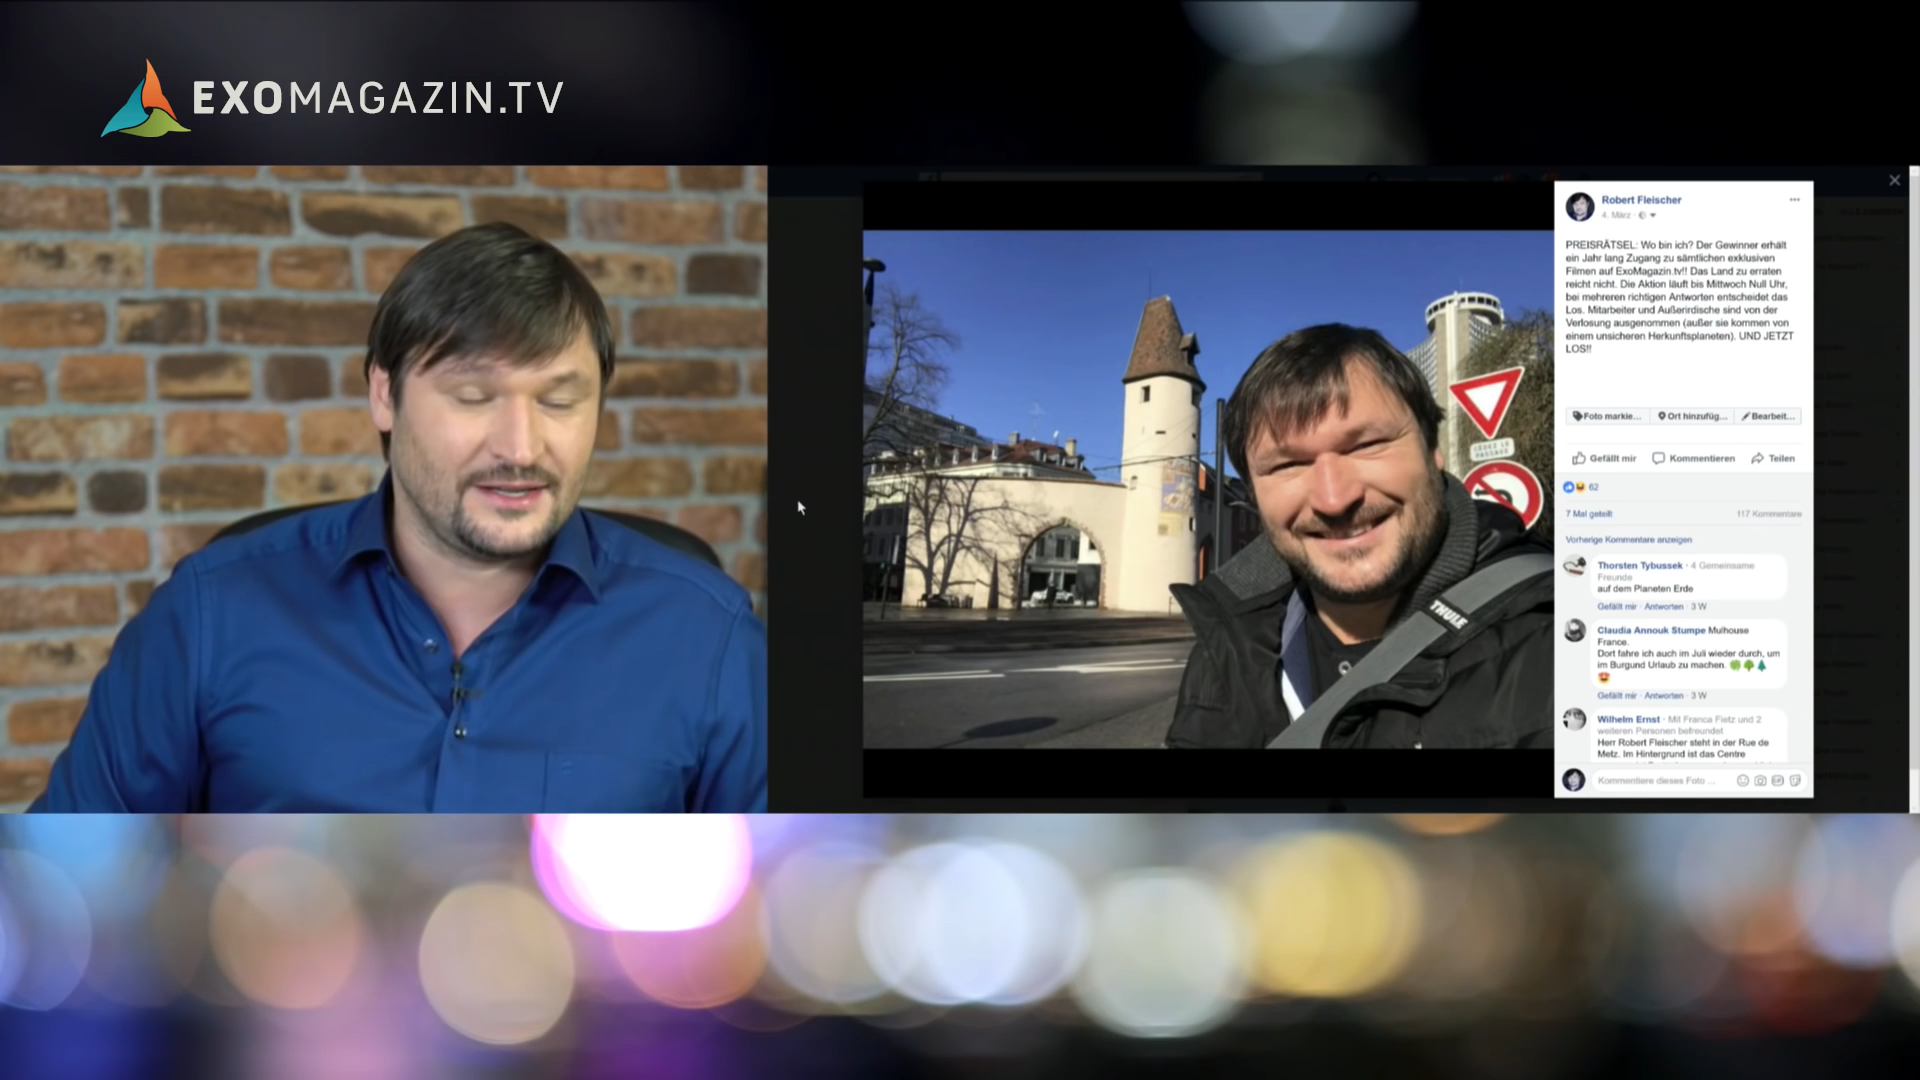 EXOMAGAZIN.TV
Robert Fleischer
4. März
PREISRÄTSEL: Wo bin ich? Der Gewinner erhält
ein Jahr lang Zugang zu sämtlichen exklusiven
Filmen auf ExoMagazin.tv!! Das Land zu erraten
reicht nicht. Die Aktion läuft bis Mittwoch Null Uhr,
bei mehreren richtigen Antworten entscheidet das
Los. Mitarbeiter und Außerirdische sind von der
Verlosung ausgenommen (außer sie kommen von
einem unsicheren Herkunftsplaneten). UND JETZT
LOS!!
CÉDEZ LE
PASSAGE
THULE
Foto markie... Ort hinzufüg... Bearbeit...
Gefällt mir Kommentieren Teilen
62
7 Mal geteilt 117 Kommentare
Vorherige Kommentare anzeigen
Thorsten Tybussek · 4 Gemeinsame
Freunde
auf dem Planeten Erde
Gefällt mir · Antworten · 3 W
Claudia Annouk Stumpe Mulhouse
France.
Dort fahre ich auch im Juli wieder durch, um
im Burgund Urlaub zu machen. 🍀🌳🌲
😍
Gefällt mir · Antworten · 3 W
Wilhelm Ernst · Mit Franca Fietz und 2
weiteren Personen befreundet
Herr Robert Fleischer steht in der Rue de
Metz. Im Hintergrund ist das Centre
Kommentiere dieses Foto ...